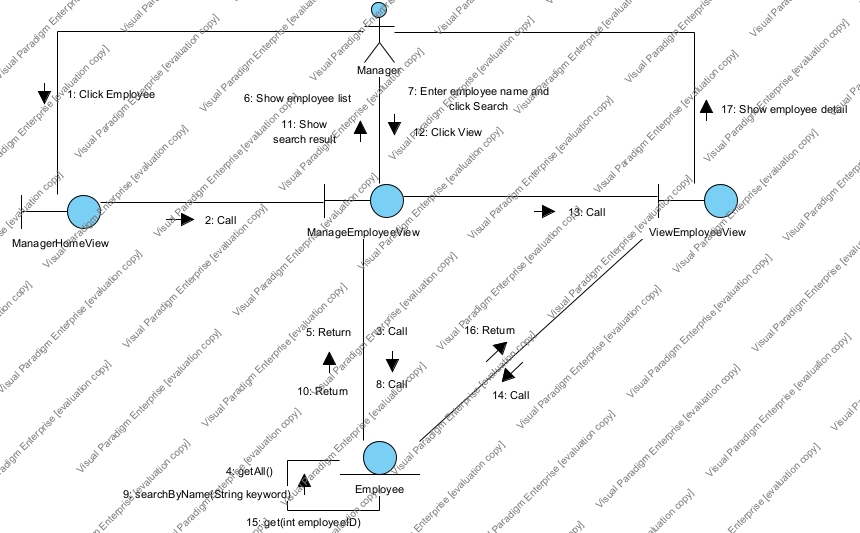 Manager
1: Click Employee
6: Show employee list
7: Enter employee name and
click Search
11: Show
search result
12: Click View
17: Show employee detail
2: Call
13: Call
ManagerHomeView
ManageEmployeeView
ViewEmployeeView
5: Return
3: Call
16: Return
10: Return
8: Call
14: Call
4: getAll()
9: searchByName(String keyword)
Employee
15: get(int employeeID)
Visual Paradigm Enterprise [evaluation copy]